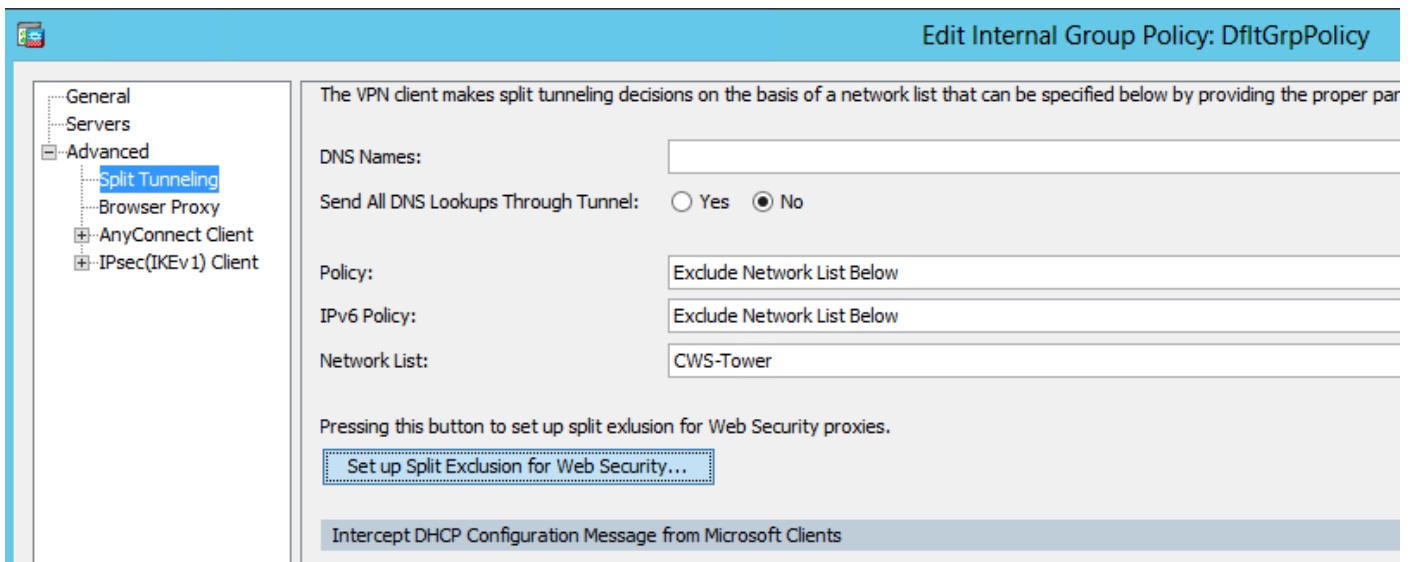 Edit Internal Group Policy: DfltGrpPolicy
General
Servers
Advanced
Split Tunneling
Browser Proxy
AnyConnect Client
IPsec(IKEv1) Client
The VPN client makes split tunneling decisions on the basis of a network list that can be specified below by providing the proper par
DNS Names:
Send All DNS Lookups Through Tunnel: Yes No
Policy: Exclude Network List Below
IPv6 Policy: Exclude Network List Below
Network List: CWS-Tower
Pressing this button to set up split exlusion for Web Security proxies.
Set up Split Exclusion for Web Security...
Intercept DHCP Configuration Message from Microsoft Clients